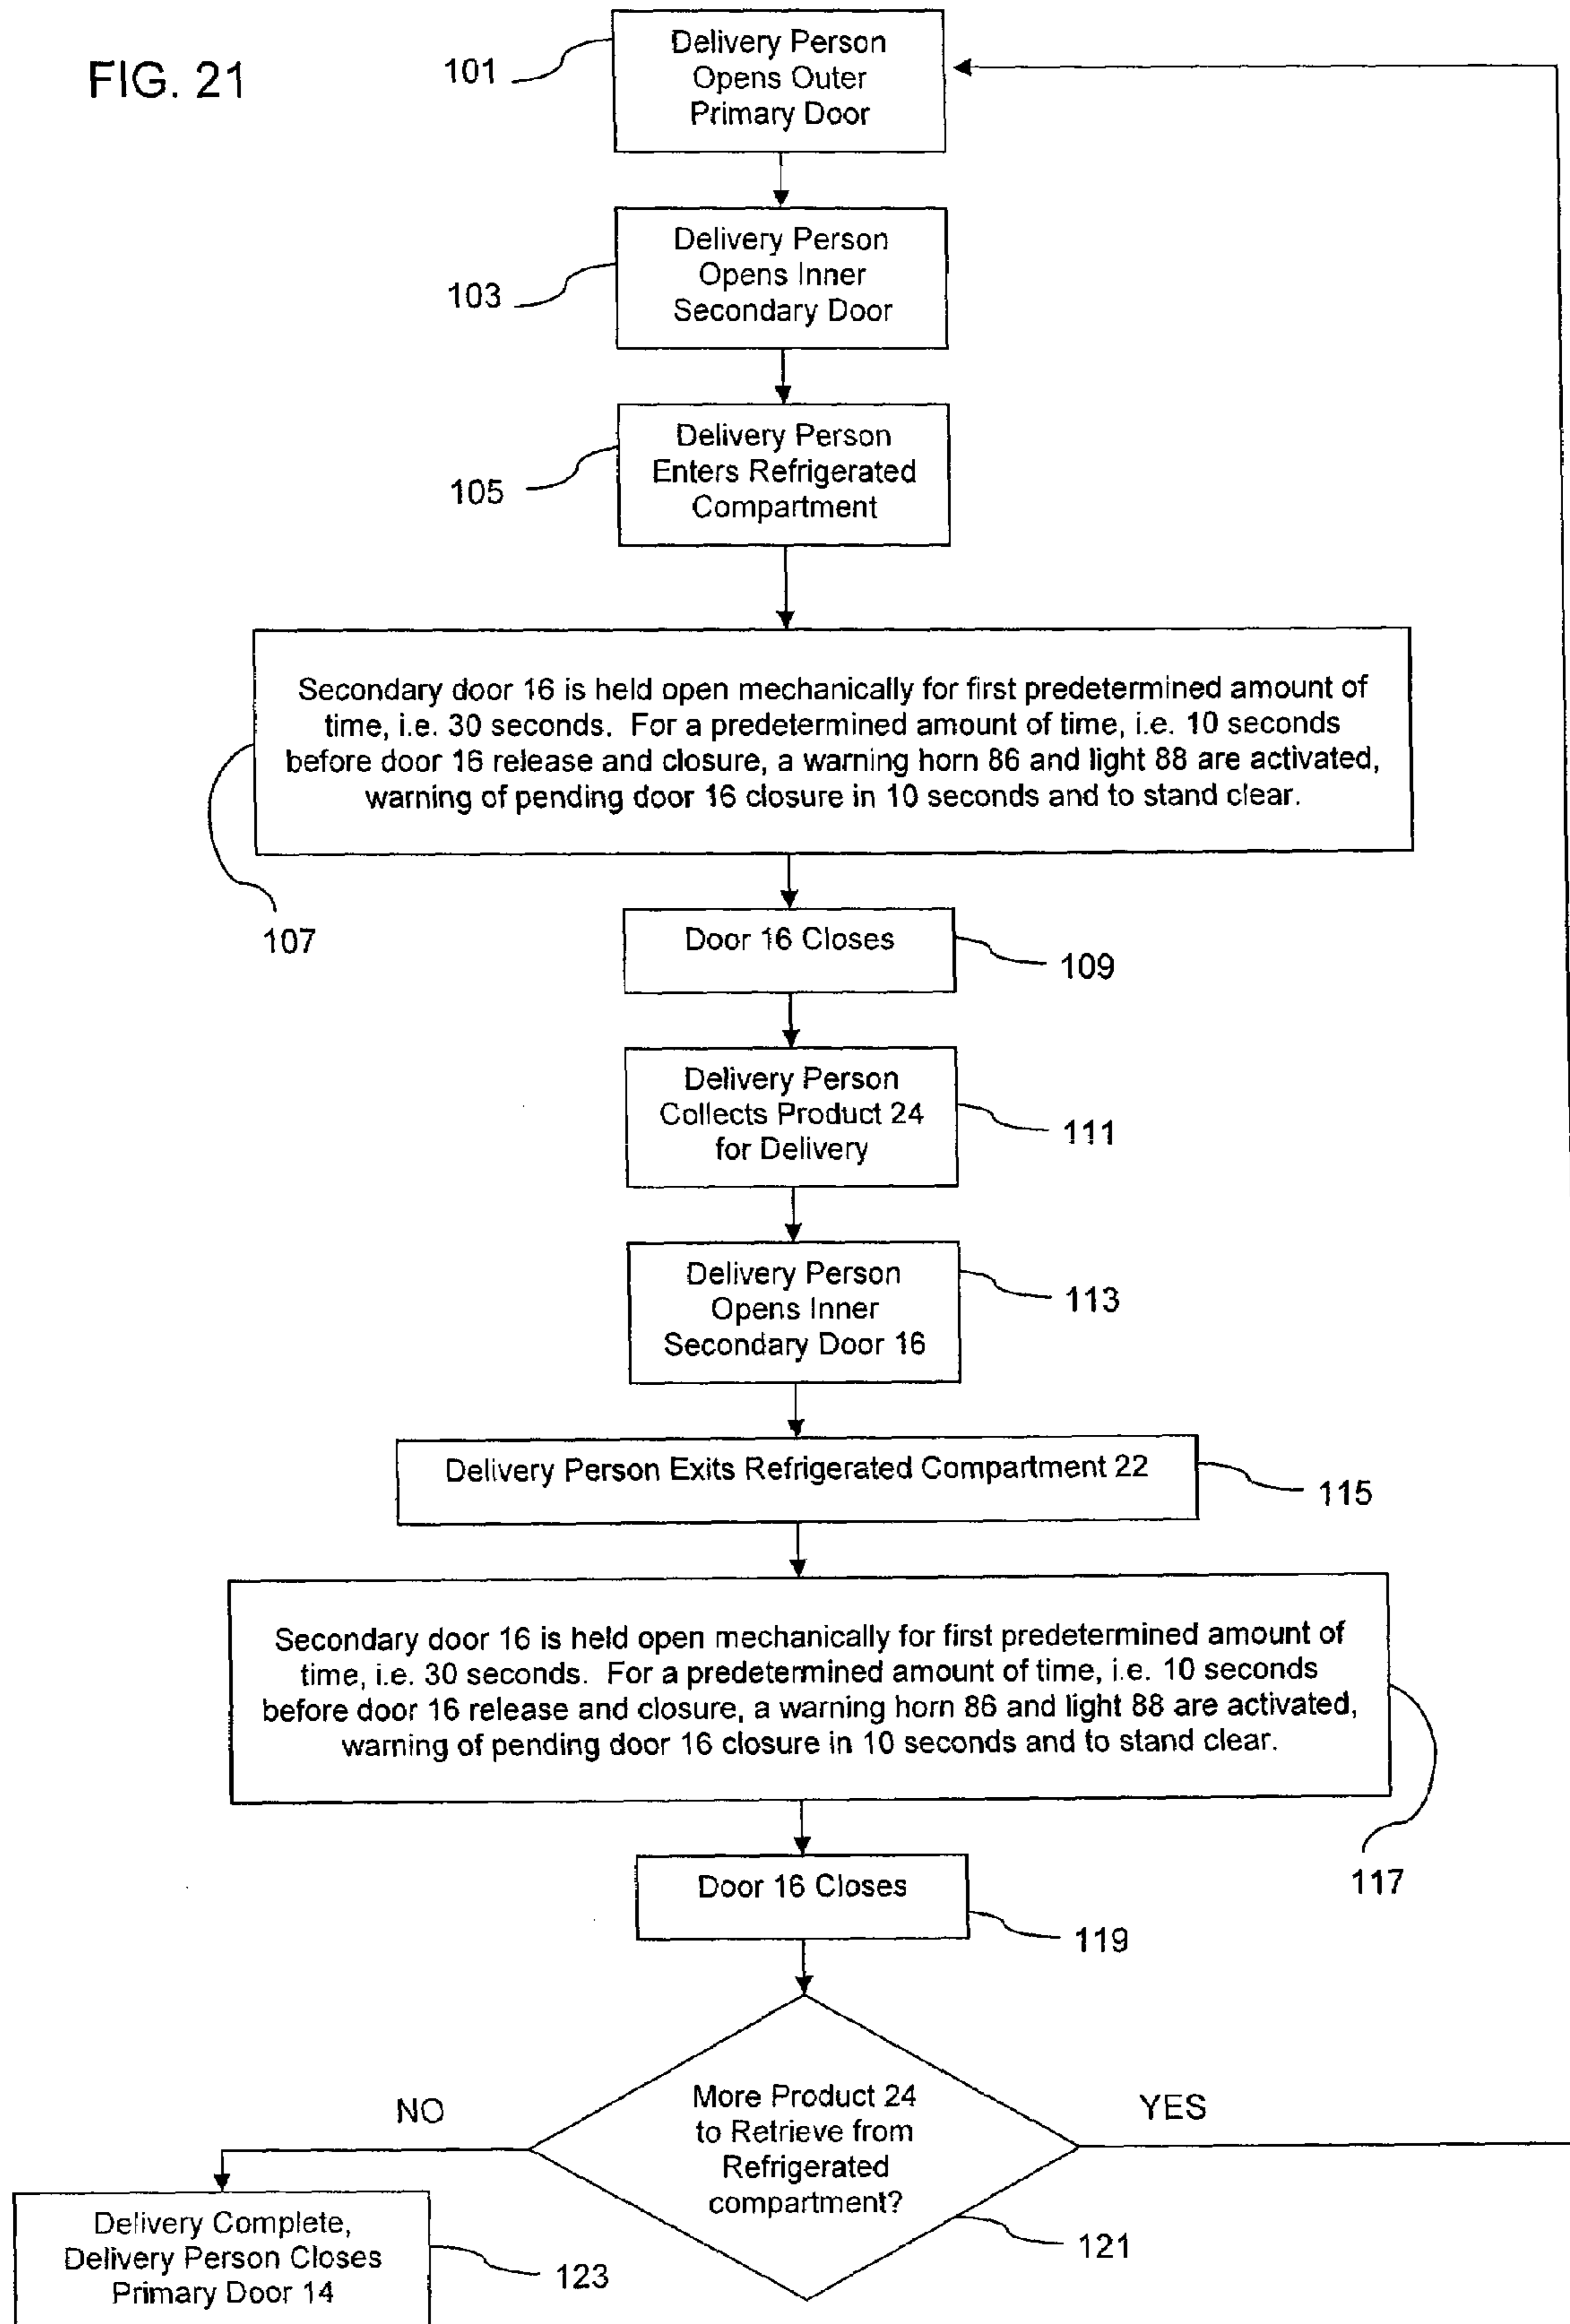 FIG. 21
101
Delivery Person
Opens Outer
Primary Door
103
Delivery Person
Opens Inner
Secondary Door
105
Delivery Person
Enters Refrigerated
Compartment
Secondary door 16 is held open mechanically for first predetermined amount of
time, i.e. 30 seconds. For a predetermined amount of time, i.e. 10 seconds
before door 16 release and closure, a warning horn 86 and light 88 are activated,
warning of pending door 16 closure in 10 seconds and to stand clear.
107
Door 16 Closes
109
Delivery Person
Collects Product 24
for Delivery
111
Delivery Person
Opens Inner
Secondary Door 16
113
Delivery Person Exits Refrigerated Compartment 22
115
Secondary door 16 is held open mechanically for first predetermined amount of
time, i.e. 30 seconds. For a predetermined amount of time, i.e. 10 seconds
before door 16 release and closure, a warning horn 86 and light 88 are activated,
warning of pending door 16 closure in 10 seconds and to stand clear.
117
Door 16 Closes
119
More Product 24
to Retrieve from
Refrigerated
compartment?
NO
YES
121
Delivery Complete,
Delivery Person Closes
Primary Door 14
123